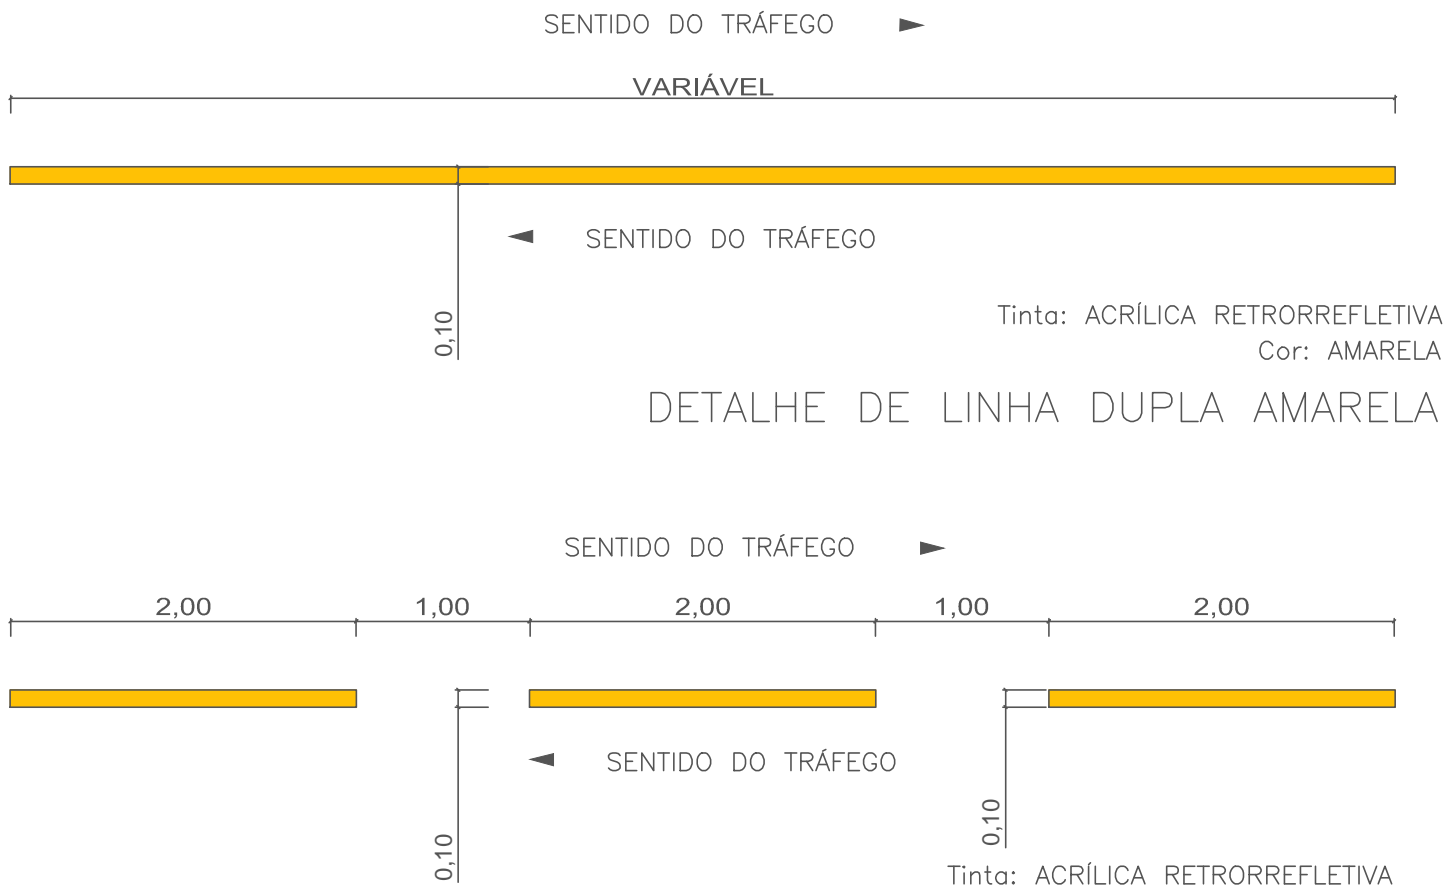 SENTIDO DO TRÁFEGO
VARIÁVEL
SENTIDO DO TRÁFEGO
0,10
Tinta: ACRÍLICA RETRORREFLETIVA
Cor: AMARELA
DETALHE DE LINHA DUPLA AMARELA
SENTIDO DO TRÁFEGO
2,00 1,00 2,00 1,00 2,00
SENTIDO DO TRÁFEGO
0,10
0,10
Tinta: ACRÍLICA RETRORREFLETIVA